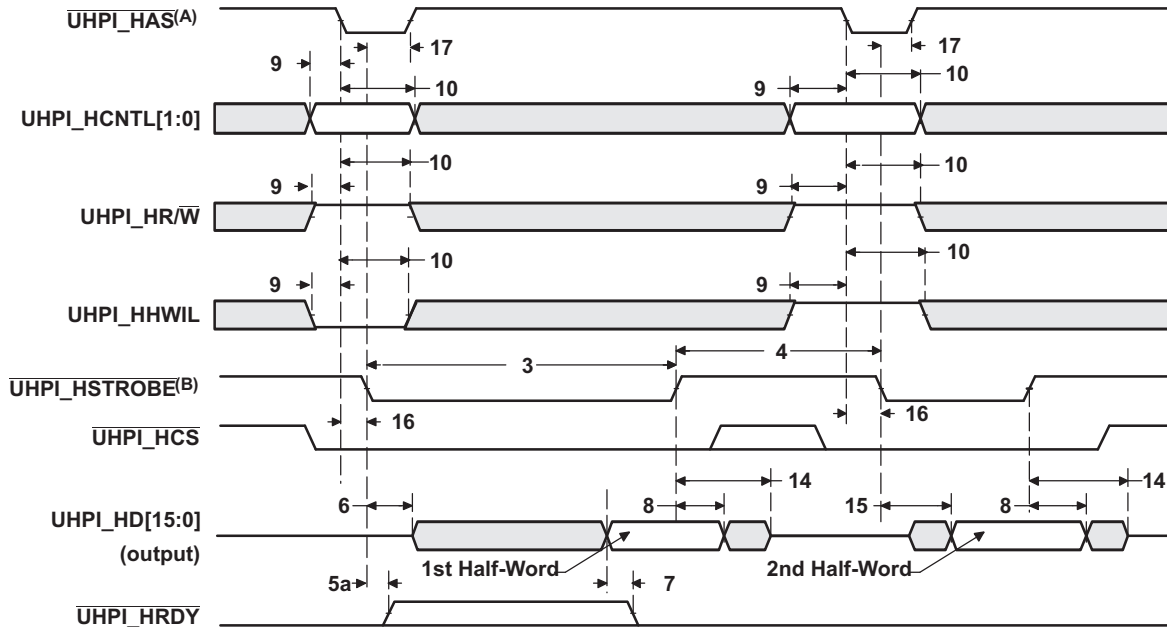 UHPI_HAS(A)
17
17
9
10
9
10
UHPI_HCNTL[1:0]
10
10
9
9
UHPI_HR/W
10
10
9
9
UHPI_HHWIL
3
4
UHPI_HSTROBE(B)
16
16
UHPI_HCS
14
14
6
8
15
8
UHPI_HD[15:0]
(output)
1st Half-Word
2nd Half-Word
5a
7
UHPI_HRDY